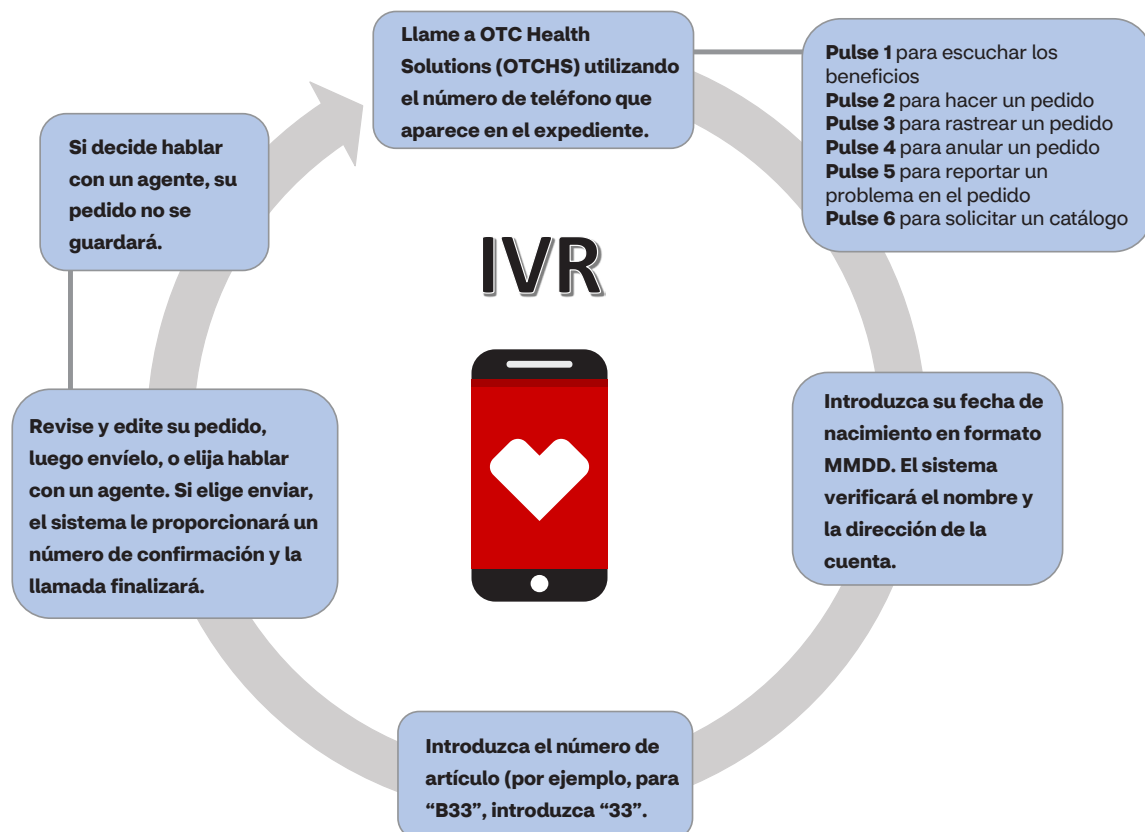 Llame a OTC Health
Solutions (OTCHS) utilizando
el número de teléfono que
aparece en el expediente.
Pulse 1 para escuchar los
beneficios
Pulse 2 para hacer un pedido
Pulse 3 para rastrear un pedido
Pulse 4 para anular un pedido
Pulse 5 para reportar un
problema en el pedido
Pulse 6 para solicitar un catálogo
Introduzca su fecha de
nacimiento en formato
MMDD. El sistema
verificará el nombre y
la dirección de la
cuenta.
Introduzca el número de
artículo (por ejemplo, para
“B33”, introduzca “33”.
Revise y edite su pedido,
luego envíelo, o elija hablar
con un agente. Si elige enviar,
el sistema le proporcionará un
número de confirmación y la
llamada finalizará.
Si decide hablar
con un agente, su
pedido no se
guardará.
IVR